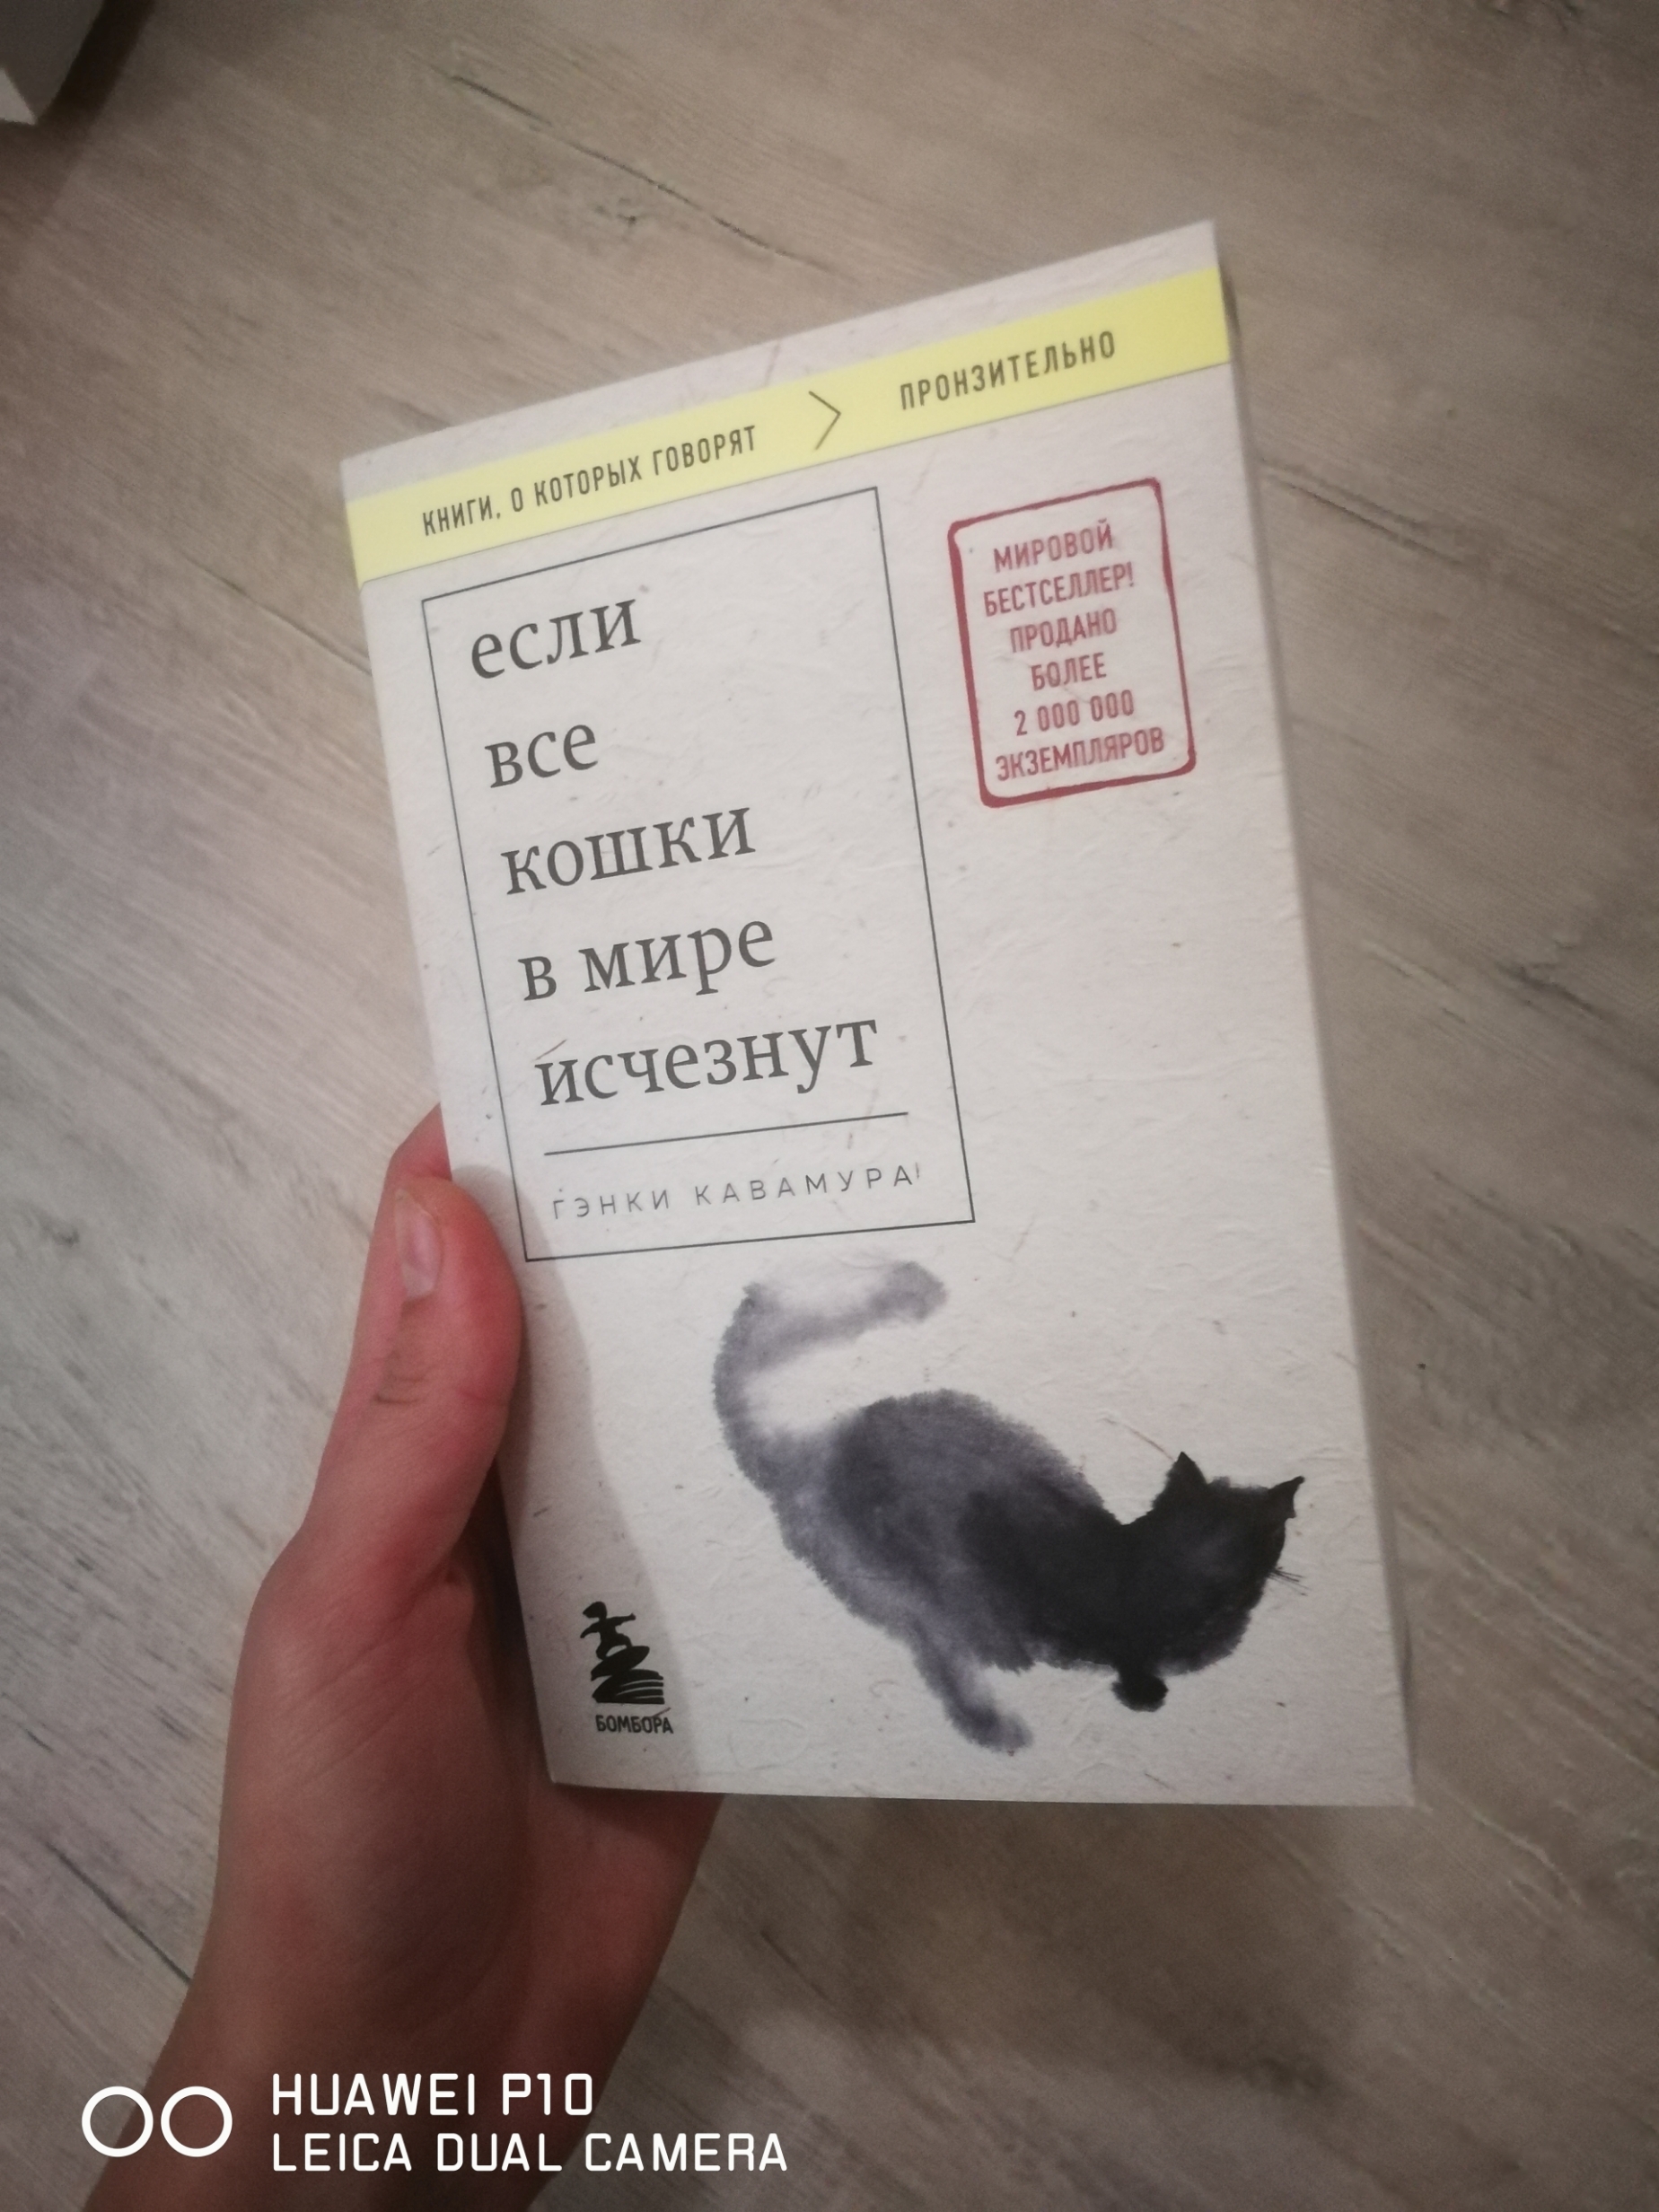 КНИГИ, О КОТОРЫХ ГОВОРЯТ > ПРОНЗИТЕЛЬНО
если
все
кошки
в мире
исчезнут
ГЭНКИ КАВАМУРА
МИРОВОЙ
БЕСТСЕЛЛЕР!
ПРОДАНО
БОЛЕЕ
2 000 000
ЭКЗЕМПЛЯРОВ
БОМБОРА
HUAWEI P10
LEICA DUAL CAMERA